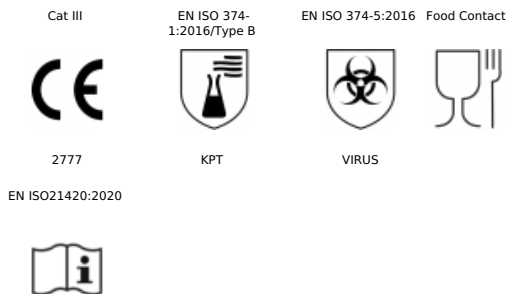 Cat III
EN ISO 374-
1:2016/Type B
EN ISO 374-5:2016
Food Contact
CE
2777
KPT
VIRUS
EN ISO21420:2020
i